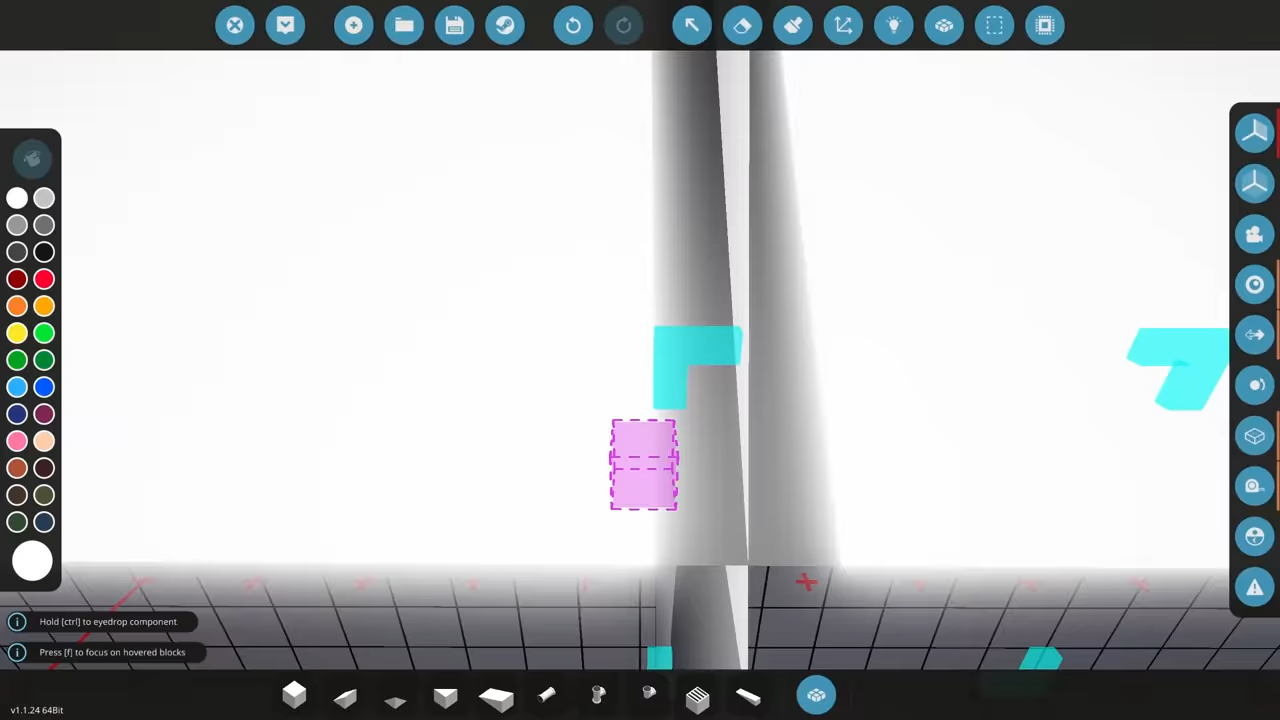 Hold [ctrl] to eyedrop component
Press [f] to focus on hovered blocks
v1.1.24 64Bit